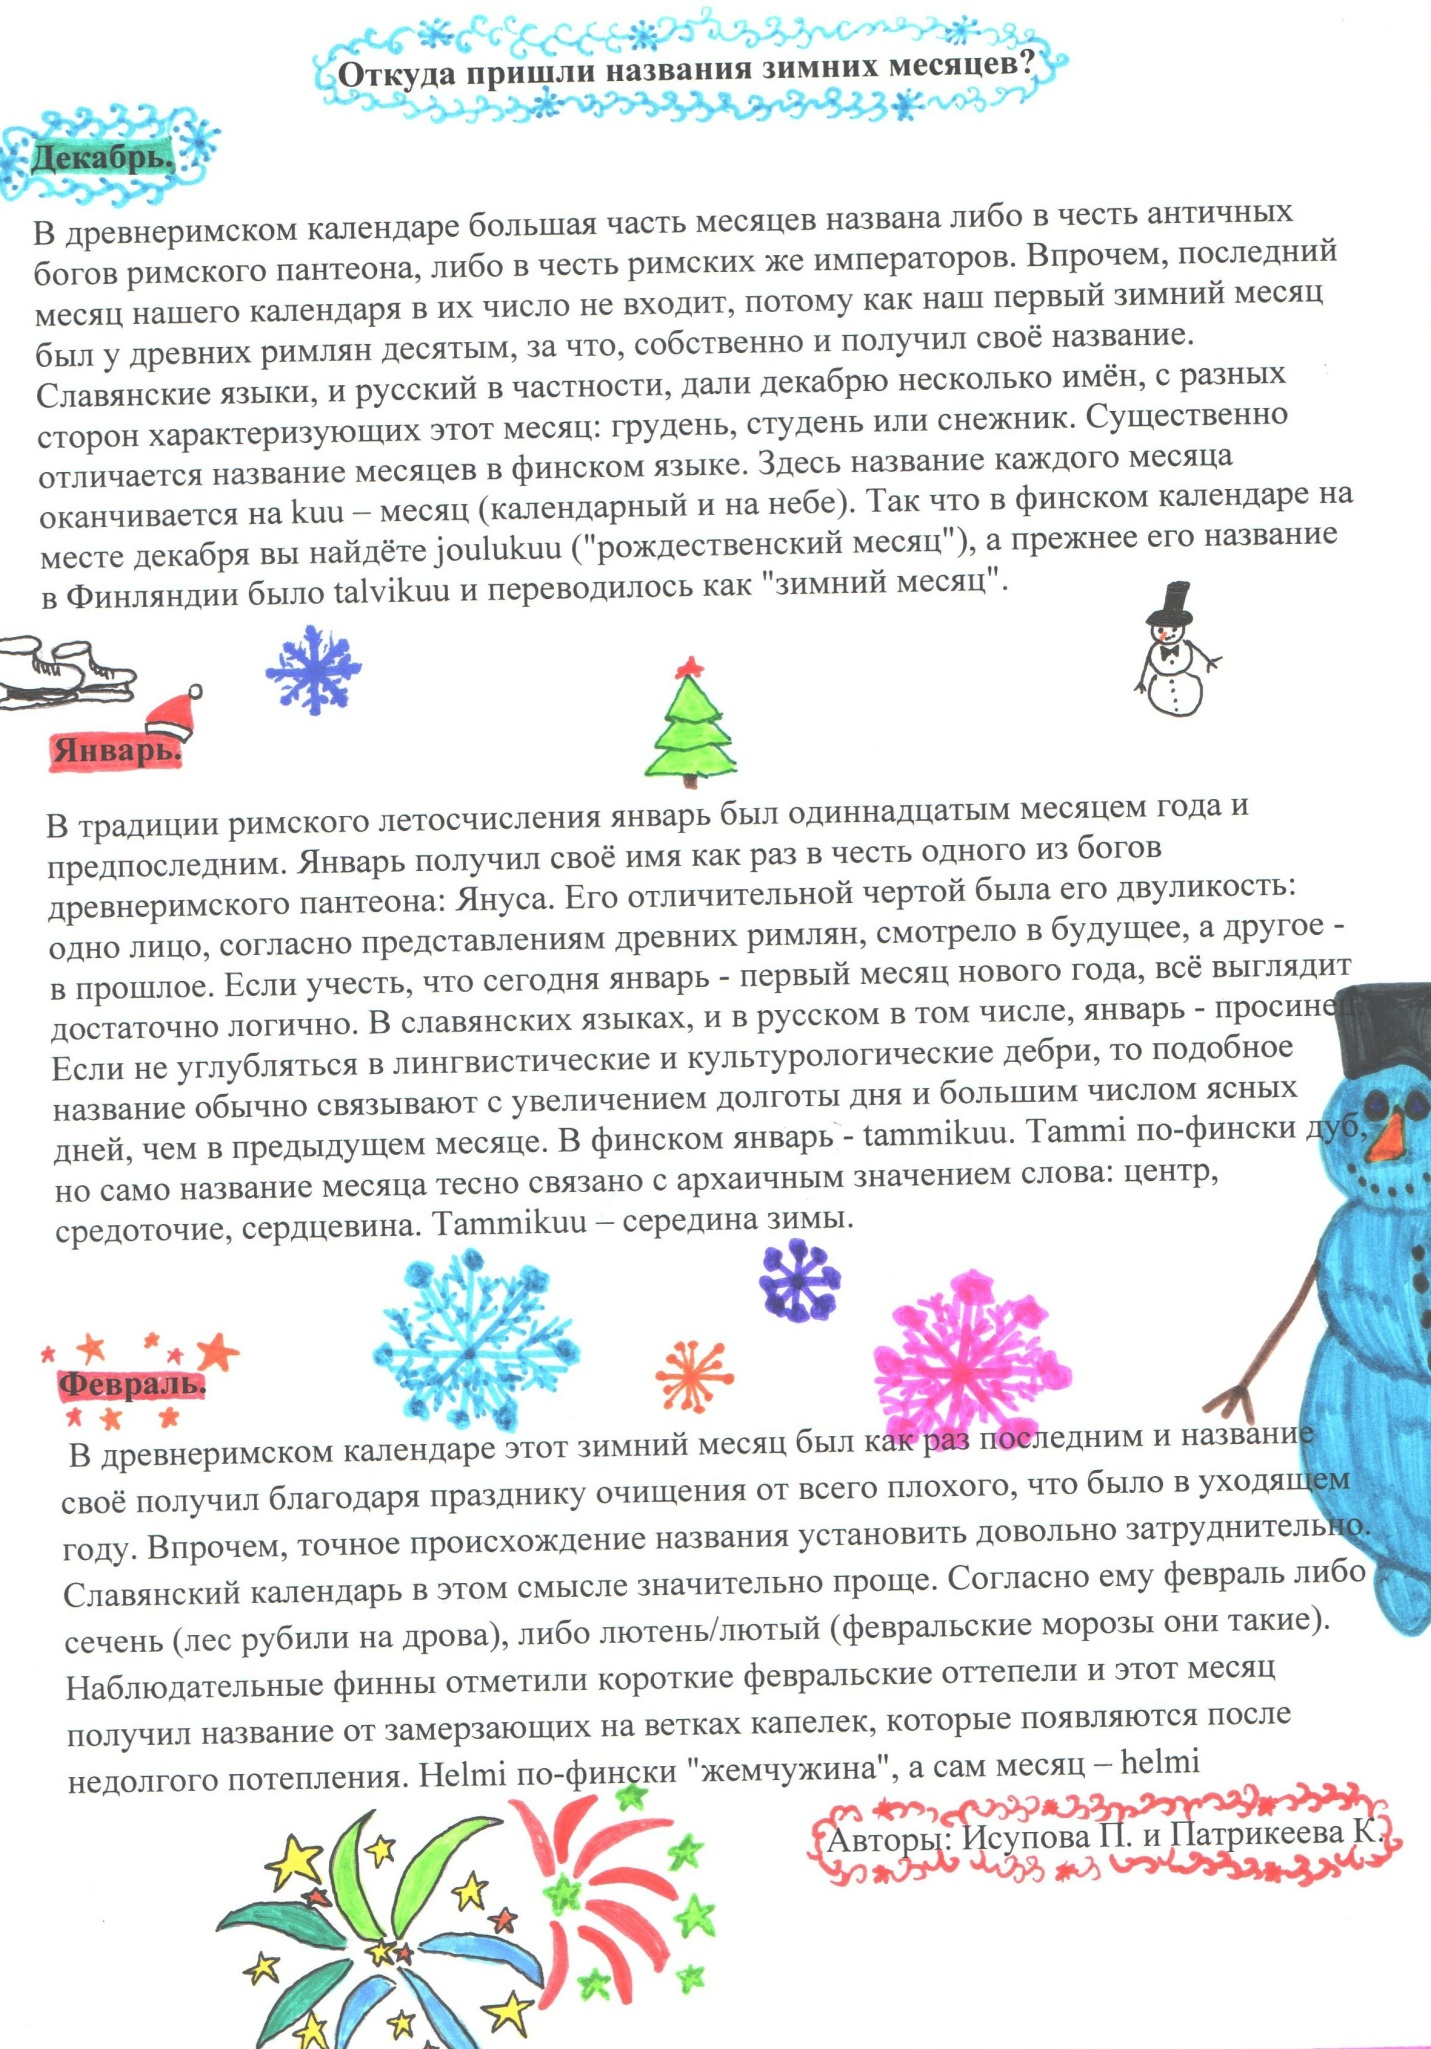 Откуда пришли названия зимних месяцев?
Декабрь.
В древнеримском календаре большая часть месяцев названа либо в честь античных
богов римского пантеона, либо в честь римских же императоров. Впрочем, последний
месяц нашего календаря в их число не входит, потому как наш первый зимний месяц
был у древних римлян десятым, за что, собственно и получил своё название.
Славянские языки, и русский в частности, дали декабрю несколько имён, с разных
сторон характеризующих этот месяц: грудень, студень или снежник. Существенно
отличается название месяцев в финском языке. Здесь название каждого месяца
оканчивается на kuu – месяц (календарный и на небе). Так что в финском календаре на
месте декабря вы найдёте joulukuu ("рождественский месяц"), а прежнее его название
в Финляндии было talvikuu и переводилось как "зимний месяц".
Январь.
В традиции римского летосчисления январь был одиннадцатым месяцем года и
предпоследним. Январь получил своё имя как раз в честь одного из богов
древнеримского пантеона: Януса. Его отличительной чертой была его двуликость:
одно лицо, согласно представлениям древних римлян, смотрело в будущее, а другое -
в прошлое. Если учесть, что сегодня январь - первый месяц нового года, всё выглядит
достаточно логично. В славянских языках, и в русском в том числе, январь - просинец.
Если не углубляться в лингвистические и культурологические дебри, то подобное
название обычно связывают с увеличением долготы дня и большим числом ясных
дней, чем в предыдущем месяце. В финском январь - tammikuu. Tammi по-фински дуб,
но само название месяца тесно связано с архаичным значением слова: центр,
средоточие, сердцевина. Tammikuu – середина зимы.
Февраль.
В древнеримском календаре этот зимний месяц был как раз последним и название
своё получил благодаря празднику очищения от всего плохого, что было в уходящем
году. Впрочем, точное происхождение названия установить довольно затруднительно.
Славянский календарь в этом смысле значительно проще. Согласно ему февраль либо
сечень (лес рубили на дрова), либо лютень/лютый (февральские морозы они такие).
Наблюдательные финны отметили короткие февральские оттепели и этот месяц
получил название от замерзающих на ветках капелек, которые появляются после
недолгого потепления. Helmi по-фински "жемчужина", а сам месяц – helmi
Авторы: Исупова П. и Патрикеева К.